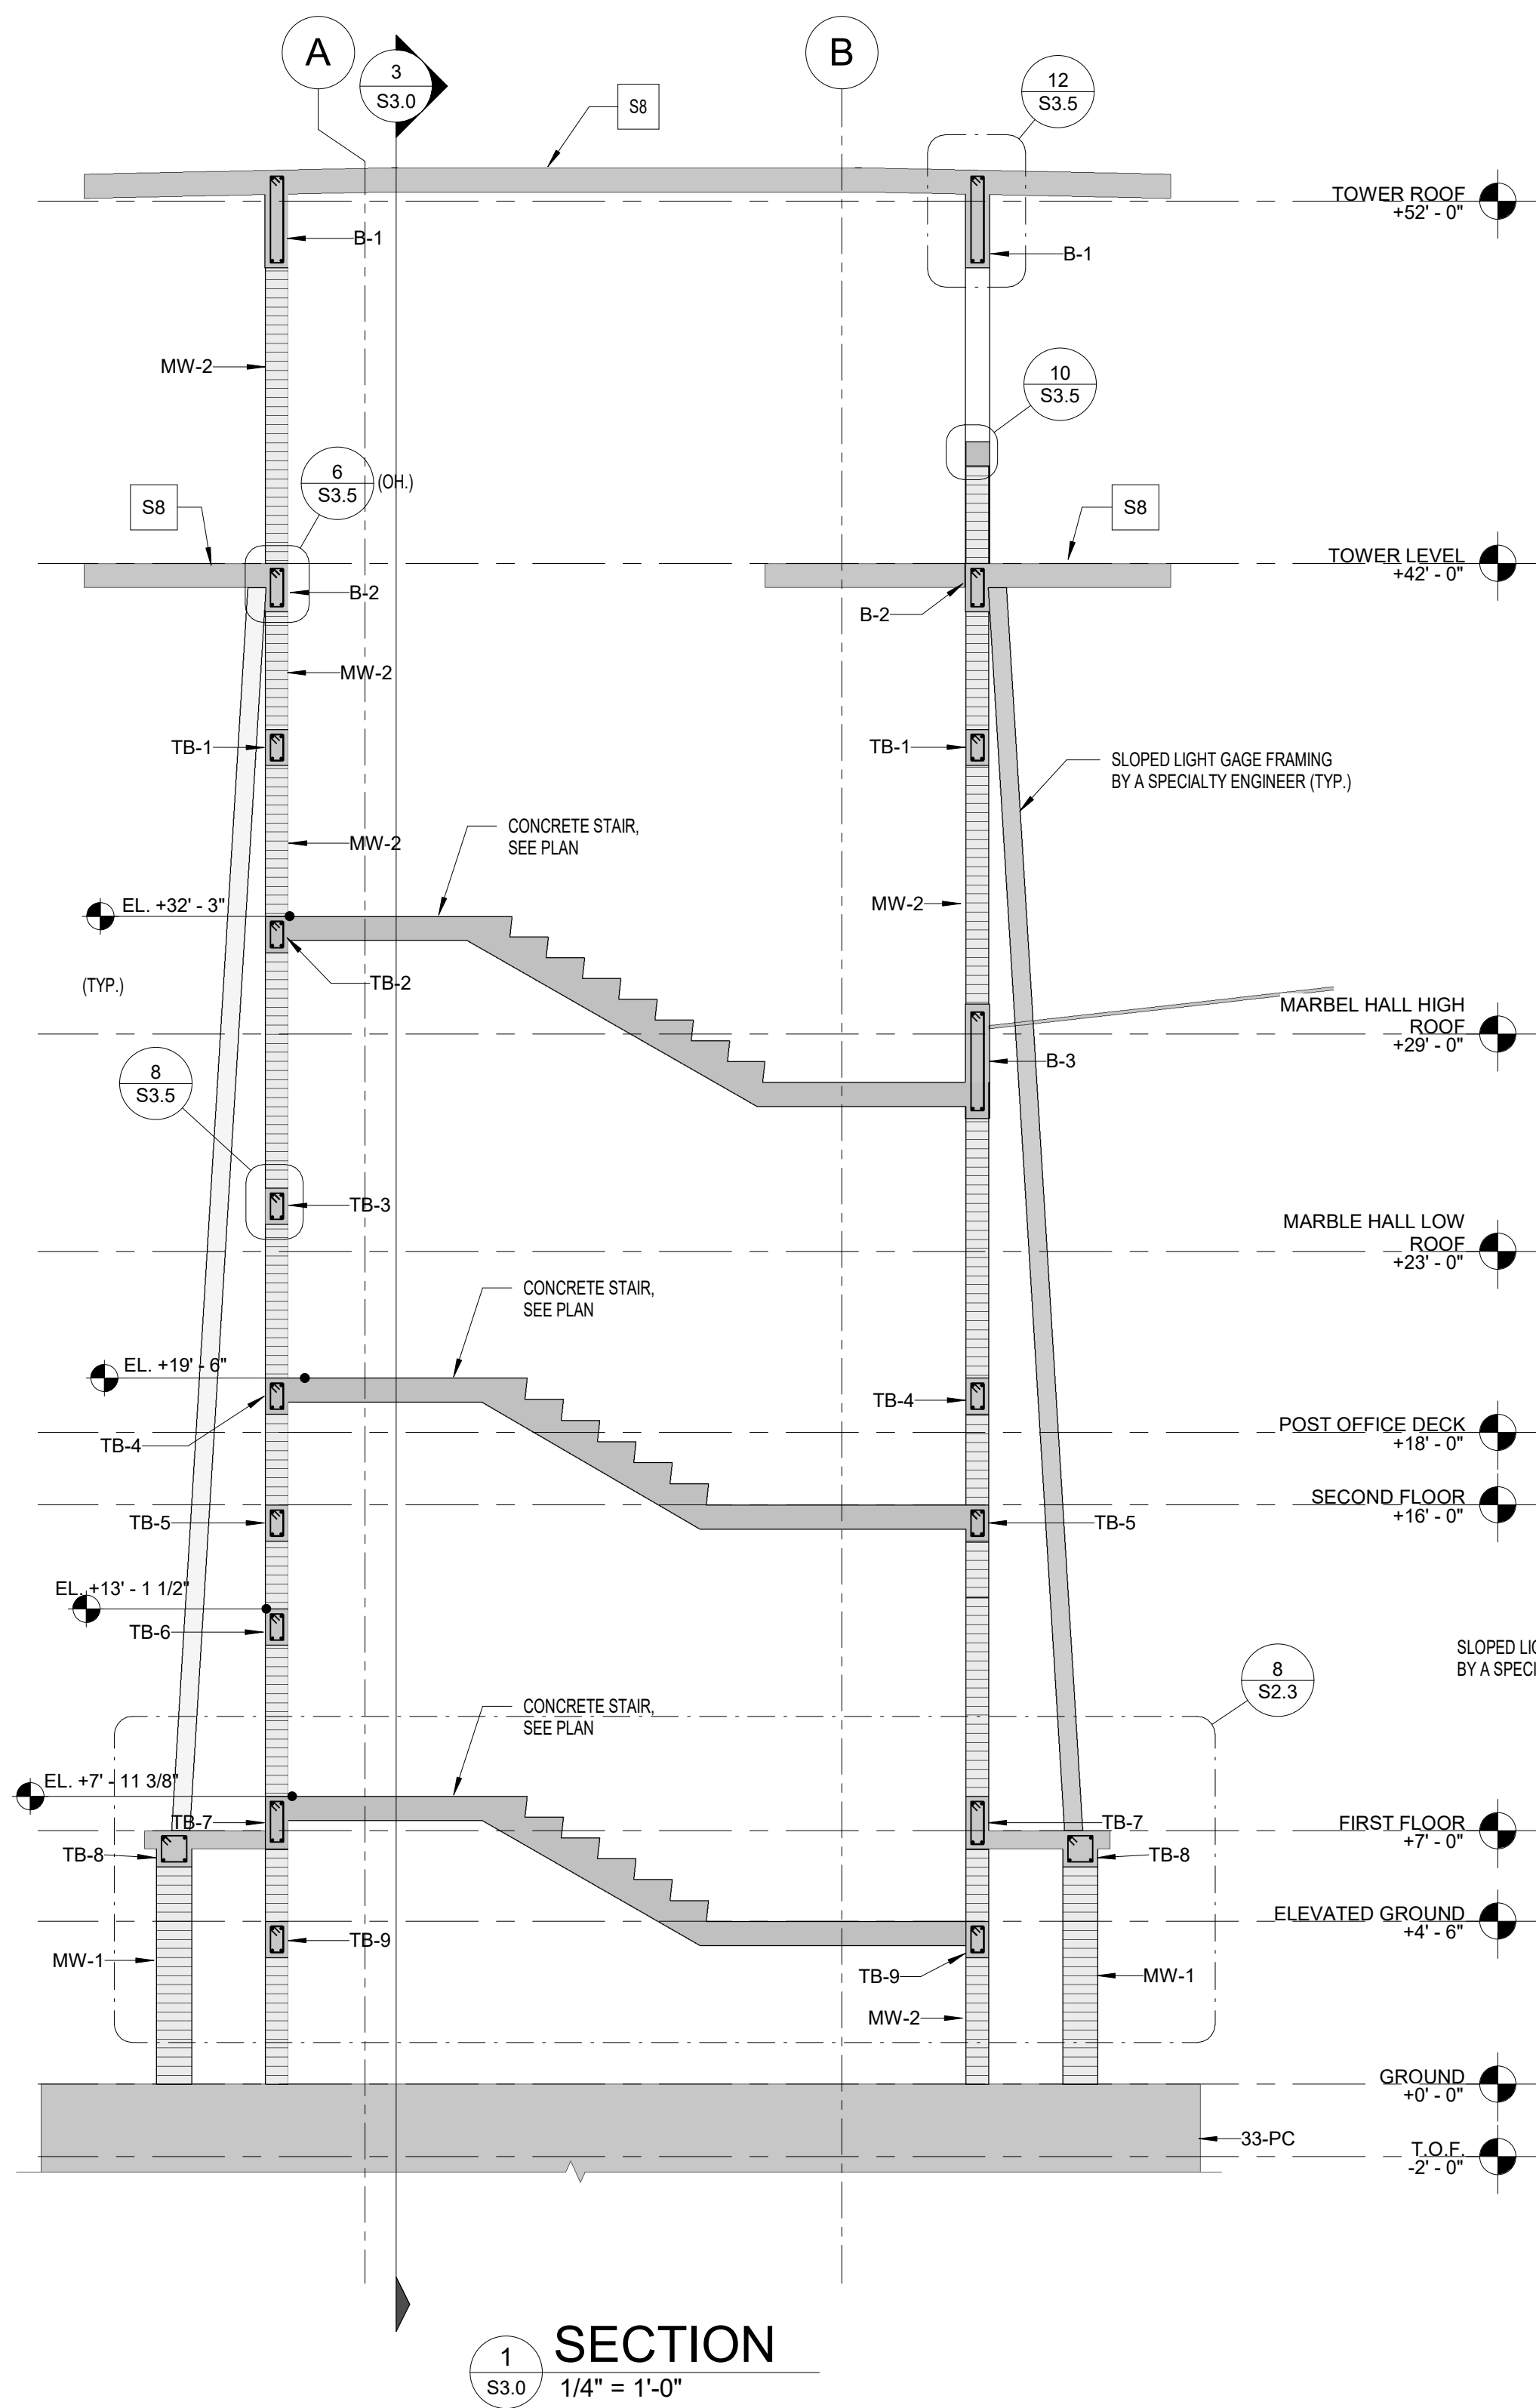 A
B
3
S3.0
12
S3.5
S8
TOWER ROOF
+52' - 0"
B-1
B-1
MW-2
10
S3.5
6
S3.5
(OH.)
S8
S8
TOWER LEVEL
+42' - 0"
B-2
B-2
MW-2
TB-1
TB-1
SLOPED LIGHT GAGE FRAMING
BY A SPECIALTY ENGINEER (TYP.)
CONCRETE STAIR,
SEE PLAN
MW-2
EL. +32' - 3"
MW-2
TB-2
(TYP.)
MARBEL HALL HIGH
ROOF
+29' - 0"
B-3
8
S3.5
TB-3
MARBLE HALL LOW
ROOF
+23' - 0"
CONCRETE STAIR,
SEE PLAN
EL. +19' - 6"
TB-4
TB-4
POST OFFICE DECK
+18' - 0"
SECOND FLOOR
+16' - 0"
TB-5
TB-5
EL. +13' - 1 1/2"
TB-6
8
S2.3
SLOPED LIG
BY A SPECI
CONCRETE STAIR,
SEE PLAN
EL. +7' - 11 3/8"
TB-7
TB-7
FIRST FLOOR
+7' - 0"
TB-8
TB-8
ELEVATED GROUND
+4' - 6"
TB-9
MW-1
TB-9
MW-1
MW-2
GROUND
+0' - 0"
33-PC
T.O.F.
-2' - 0"
1
S3.0
SECTION
1/4" = 1'-0"